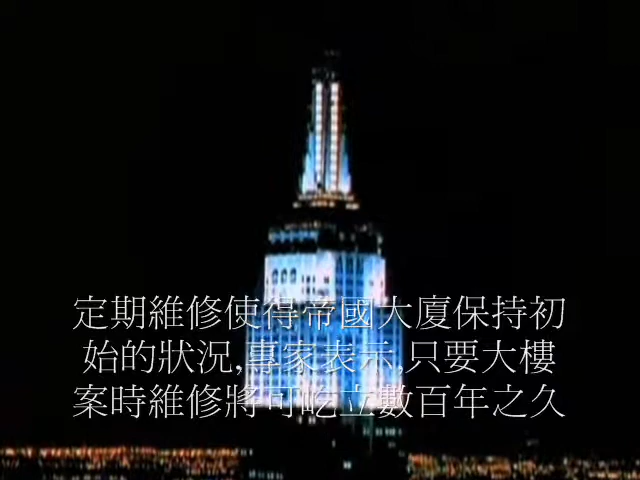 定期維修使得帝國大廈保持初
始的狀況,專家表示,只要大樓
案時維修將可屹立數百年之久